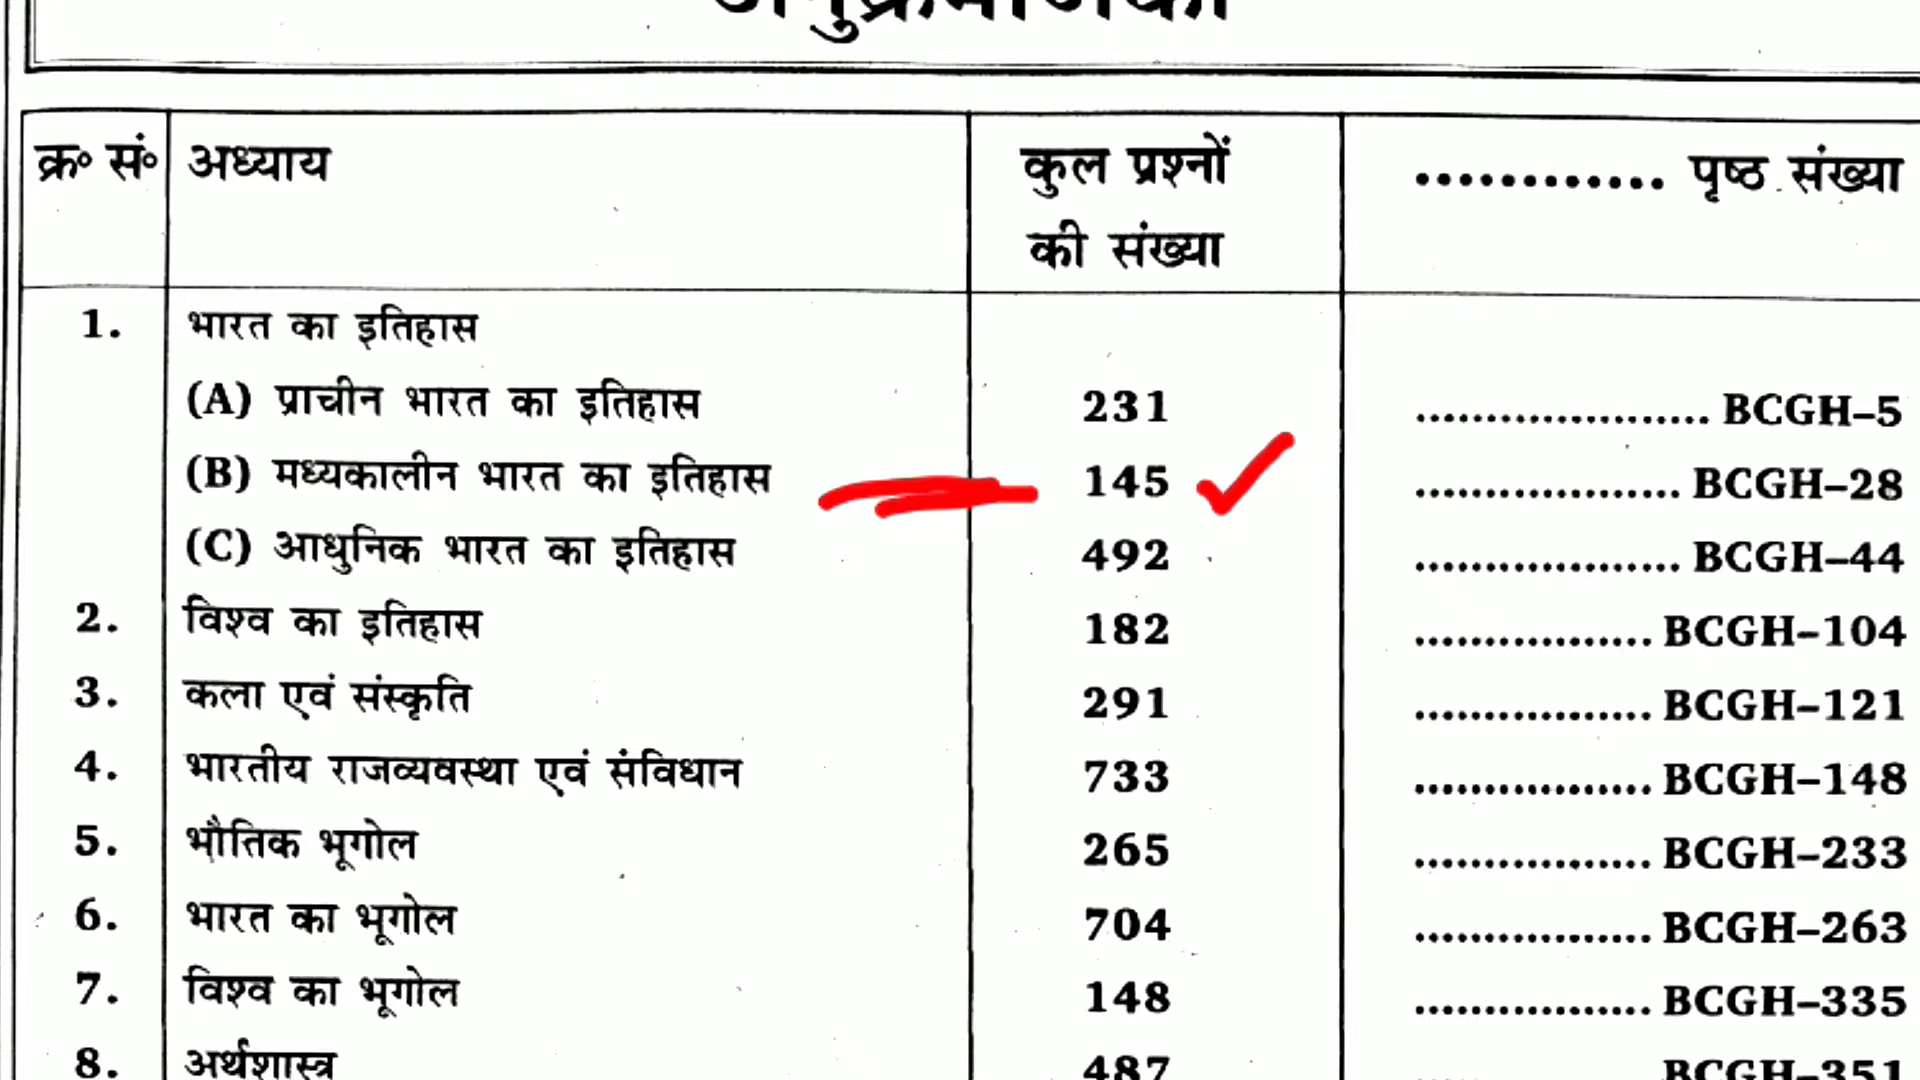 अनुक्रमणिका
क्र॰ सं॰ अध्याय कुल प्रश्नों की संख्या ............ पृष्ठ संख्या
1. भारत का इतिहास
(A) प्राचीन भारत का इतिहास 231 ..................... BCGH–5
(B) मध्यकालीन भारत का इतिहास 145 ................... BCGH–28
(C) आधुनिक भारत का इतिहास 492 ................... BCGH–44
2. विश्व का इतिहास 182 ................. BCGH–104
3. कला एवं संस्कृति 291 ................. BCGH–121
4. भारतीय राजव्यवस्था एवं संविधान 733 ................. BCGH–148
5. भौतिक भूगोल 265 ................. BCGH–233
6. भारत का भूगोल 704 ................. BCGH–263
7. विश्व का भूगोल 148 ................. BCGH–335
8. अर्थशास्त्र 487 ................. BCGH–351